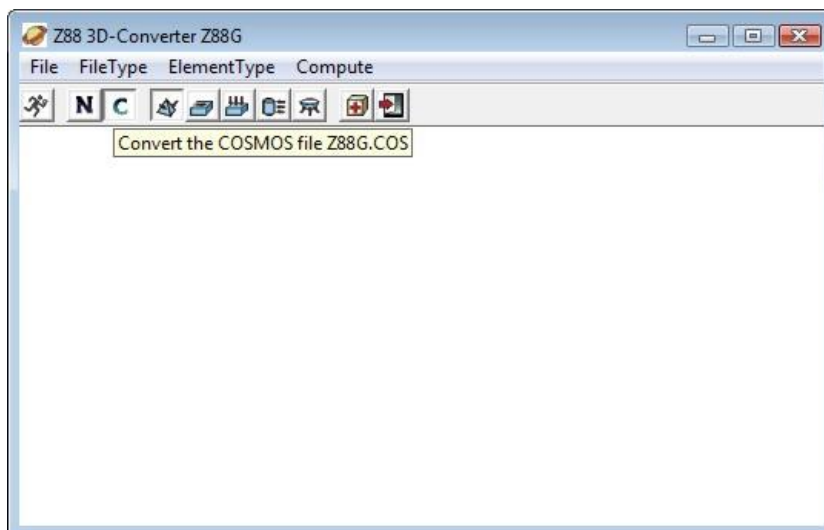 Z88 3D-Converter Z88G
File FileType ElementType Compute
N C
Convert the COSMOS file Z88G.COS